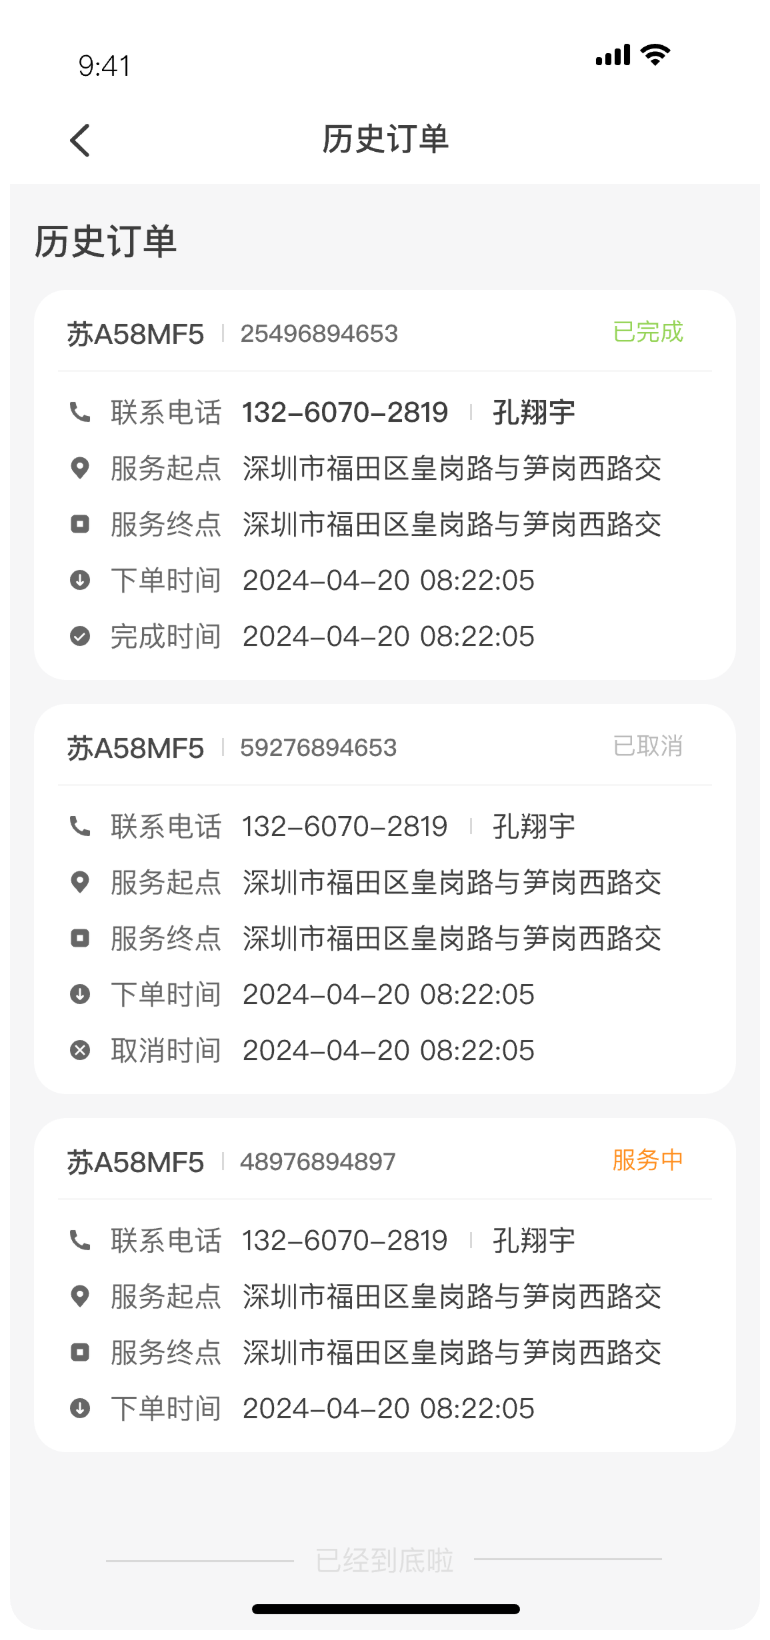 9:41
历史订单
历史订单
苏A58MF5 25496894653 已完成
联系电话 132-6070-2819 孔翔宇
服务起点 深圳市福田区皇岗路与笋岗西路交
服务终点 深圳市福田区皇岗路与笋岗西路交
下单时间 2024-04-20 08:22:05
完成时间 2024-04-20 08:22:05
苏A58MF5 59276894653 已取消
联系电话 132-6070-2819 孔翔宇
服务起点 深圳市福田区皇岗路与笋岗西路交
服务终点 深圳市福田区皇岗路与笋岗西路交
下单时间 2024-04-20 08:22:05
取消时间 2024-04-20 08:22:05
苏A58MF5 48976894897 服务中
联系电话 132-6070-2819 孔翔宇
服务起点 深圳市福田区皇岗路与笋岗西路交
服务终点 深圳市福田区皇岗路与笋岗西路交
下单时间 2024-04-20 08:22:05
已经到底啦